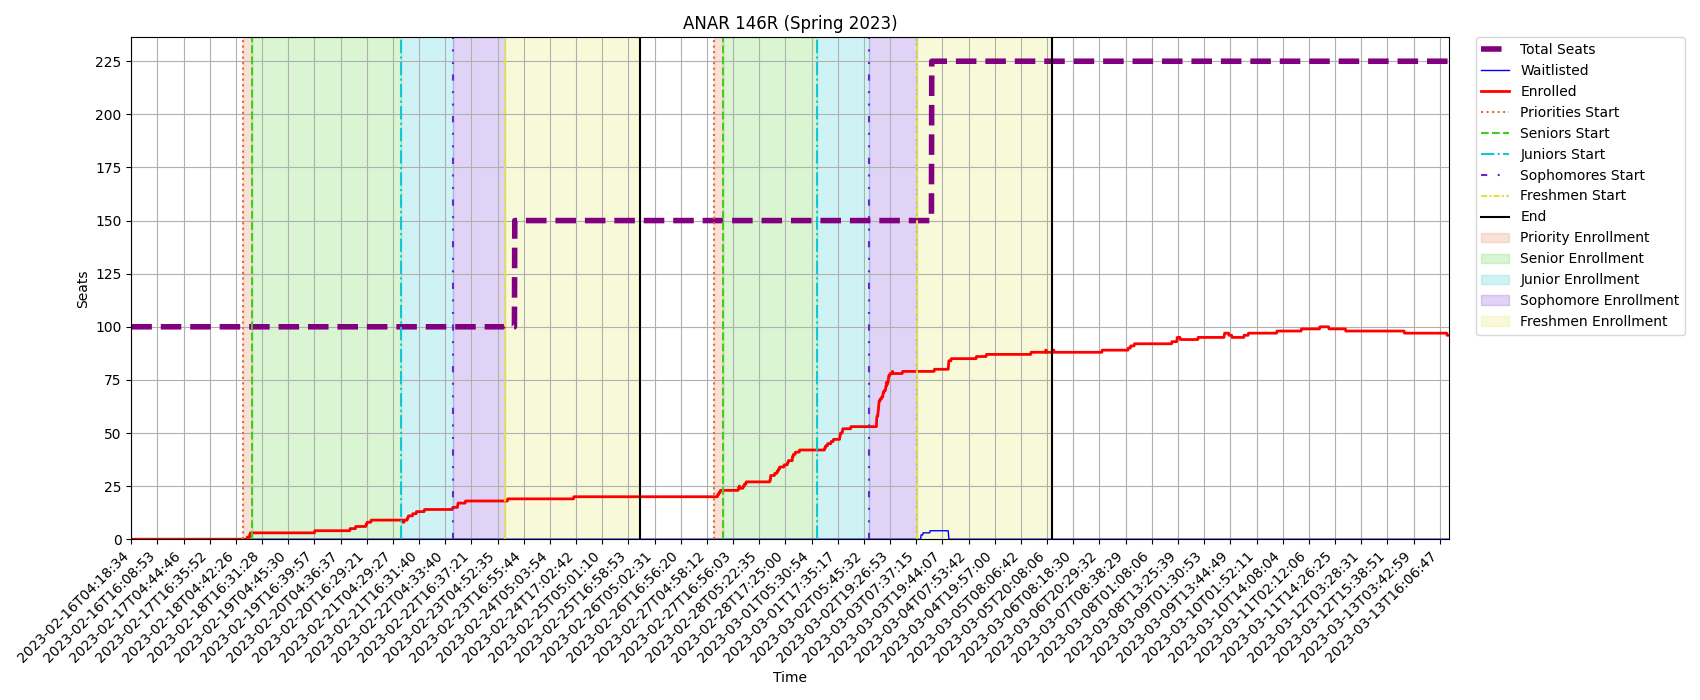 ANAR 146R (Spring 2023)
Seats
225
200
175
150
125
100
75
50
25
0
2023-02-16T04:18:34
2023-02-16T16:08:53
2023-02-17T04:44:46
2023-02-17T17:35:52
2023-02-18T04:42:26
2023-02-18T16:31:28
2023-02-19T04:45:30
2023-02-19T16:39:57
2023-02-20T04:36:37
2023-02-20T16:29:21
2023-02-21T04:29:27
2023-02-21T16:31:40
2023-02-22T04:33:40
2023-02-22T16:37:21
2023-02-23T04:52:35
2023-02-23T16:55:44
2023-02-24T05:03:54
2023-02-24T17:02:42
2023-02-25T05:01:10
2023-02-25T16:58:53
2023-02-26T05:02:31
2023-02-26T16:56:20
2023-02-27T04:58:12
2023-02-27T16:56:03
2023-02-28T05:22:35
2023-02-28T17:25:00
2023-03-01T05:30:54
2023-03-01T17:35:17
2023-03-02T05:45:32
2023-03-02T19:26:53
2023-03-03T07:37:15
2023-03-03T19:44:07
2023-03-04T07:53:42
2023-03-04T19:57:00
2023-03-05T08:06:42
2023-03-05T20:08:06
2023-03-06T08:18:30
2023-03-06T20:29:32
2023-03-07T08:38:29
2023-03-08T01:08:06
2023-03-08T13:25:39
2023-03-09T01:30:53
2023-03-09T13:44:49
2023-03-10T01:52:11
2023-03-10T14:08:04
2023-03-11T02:12:06
2023-03-11T14:26:25
2023-03-12T03:28:31
2023-03-12T15:38:51
2023-03-13T03:42:59
2023-03-13T16:06:47
Time
Total Seats
Waitlisted
Enrolled
Priorities Start
Seniors Start
Juniors Start
Sophomores Start
Freshmen Start
End
Priority Enrollment
Senior Enrollment
Junior Enrollment
Sophomore Enrollment
Freshmen Enrollment